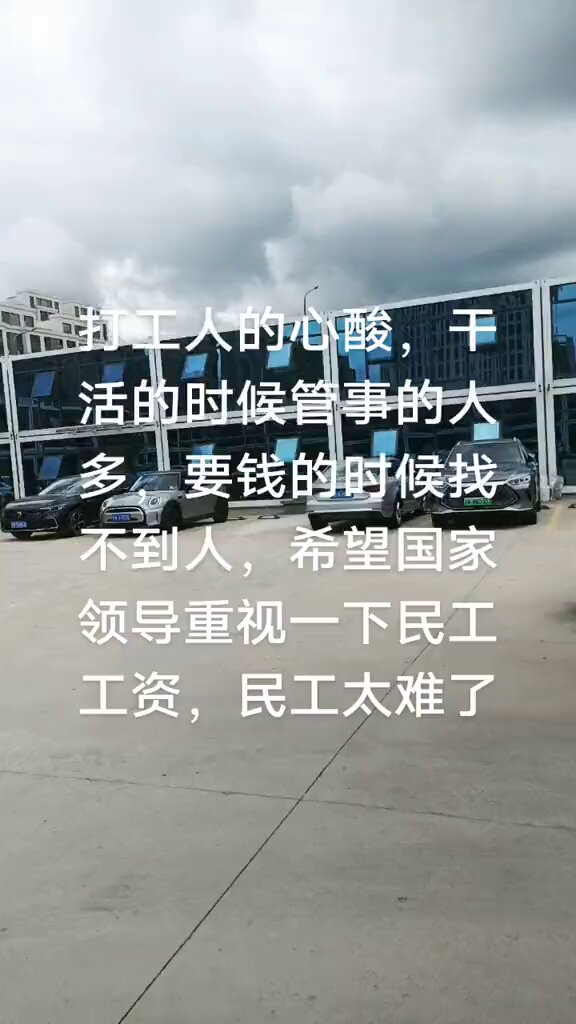 打工人的心酸，干
活的时候管事的人
多，要钱的时候找
不到人，希望国家
领导重视一下民工
工资，民工太难了